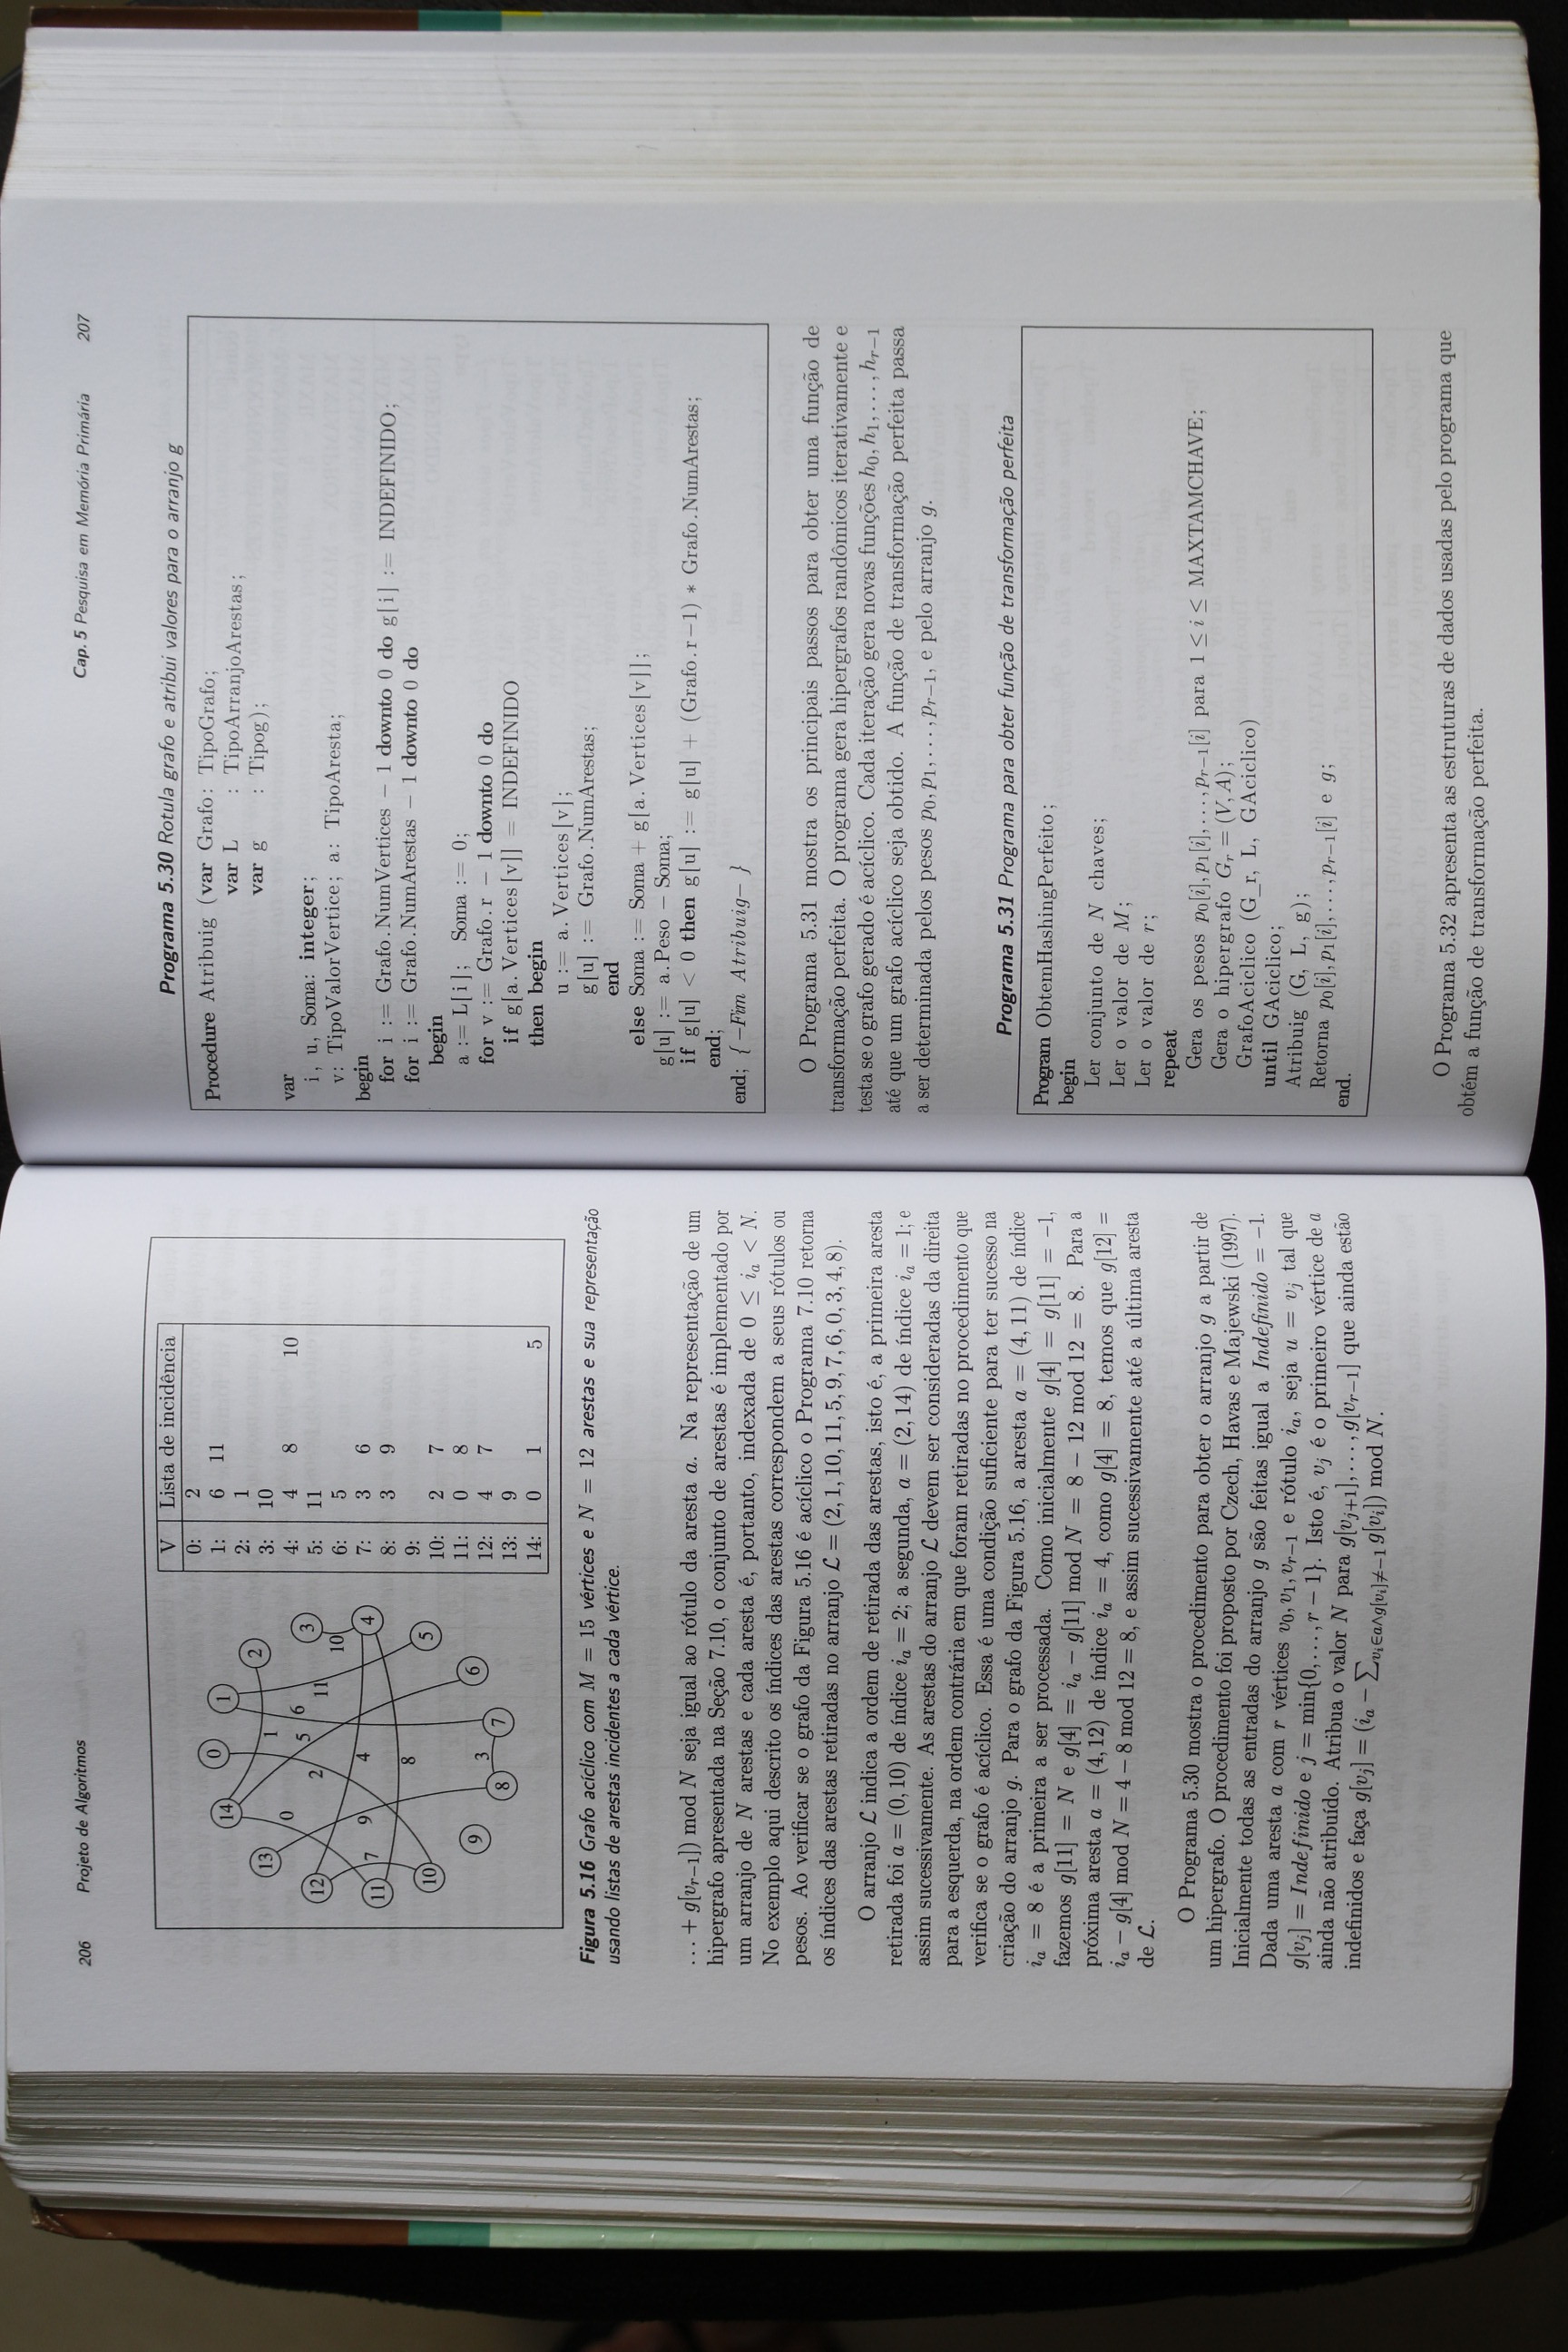 206 Projeto de Algoritmos
14 0 1
13 2
0 1
12 2 5 6 11 3
10
11 7 9 4 4
8
10 5
9 6
8 3 7
V Lista de incidência
0: 2
1: 6 11
2: 1
3: 10
4: 4 8 10
5: 11
6: 5
7: 3 6
8: 3 9
9:
10: 2 7
11: 0 8
12: 4 7
13: 9
14: 0 1 5
Figura 5.16 Grafo acíclico com M = 15 vértices e N = 12 arestas e sua representação
usando listas de arestas incidentes a cada vértice.
... + g[v_{r−1}]) mod N seja igual ao rótulo da aresta a. Na representação de um
hipergrafo apresentada na Seção 7.10, o conjunto de arestas é implementado por
um arranjo de N arestas e cada aresta é, portanto, indexada de 0 ≤ i_a < N.
No exemplo aqui descrito os índices das arestas correspondem a seus rótulos ou
pesos. Ao verificar se o grafo da Figura 5.16 é acíclico o Programa 7.10 retorna
os índices das arestas retiradas no arranjo ℒ = (2, 1, 10, 11, 5, 9, 7, 6, 0, 3, 4, 8).
O arranjo ℒ indica a ordem de retirada das arestas, isto é, a primeira aresta
retirada foi a = (0, 10) de índice i_a = 2; a segunda, a = (2, 14) de índice i_a = 1; e
assim sucessivamente. As arestas do arranjo ℒ devem ser consideradas da direita
para a esquerda, na ordem contrária em que foram retiradas no procedimento que
verifica se o grafo é acíclico. Essa é uma condição suficiente para ter sucesso na
criação do arranjo g. Para o grafo da Figura 5.16, a aresta a = (4, 11) de índice
i_a = 8 é a primeira a ser processada. Como inicialmente g[4] = g[11] = −1,
fazemos g[11] = N e g[4] = i_a − g[11] mod N = 8 − 12 mod 12 = 8. Para a
próxima aresta a = (4, 12) de índice i_a = 4, como g[4] = 8, temos que g[12] =
i_a − g[4] mod N = 4 − 8 mod 12 = 8, e assim sucessivamente até a última aresta
de ℒ.
O Programa 5.30 mostra o procedimento para obter o arranjo g a partir de
um hipergrafo. O procedimento foi proposto por Czech, Havas e Majewski (1997).
Inicialmente todas as entradas do arranjo g são feitas igual a Indefinido = −1.
Dada uma aresta a com r vértices v_0, v_1, v_{r−1} e rótulo i_a, seja u = v_j tal que
g[v_j] = Indefinido e j = min{0, ..., r − 1}. Isto é, v_j é o primeiro vértice de a
ainda não atribuído. Atribua o valor N para g[v_{j+1}], ..., g[v_{r−1}] que ainda estão
indefinidos e faça g[v_j] = (i_a − ∑_{v_i∈a∧g[v_i]≠−1} g[v_i]) mod N.
Cap. 5 Pesquisa em Memória Primária 207
Programa 5.30 Rotula grafo e atribui valores para o arranjo g
Procedure Atribuig (var Grafo: TipoGrafo;
var L : TipoArranjoArestas;
var g : Tipog);
var
i, u, Soma: integer;
v: TipoValorVertice; a: TipoAresta;
begin
for i := Grafo.NumVertices − 1 downto 0 do g[i] := INDEFINIDO;
for i := Grafo.NumArestas − 1 downto 0 do
begin
a := L[i]; Soma := 0;
for v := Grafo.r − 1 downto 0 do
if g[a.Vertices[v]] = INDEFINIDO
then begin
u := a.Vertices[v];
g[u] := Grafo.NumArestas;
end
else Soma := Soma + g[a.Vertices[v]];
g[u] := a.Peso − Soma;
if g[u] < 0 then g[u] := g[u] + (Grafo.r−1) * Grafo.NumArestas;
end;
end; { −Fim Atribuig− }
O Programa 5.31 mostra os principais passos para obter uma função de
transformação perfeita. O programa gera hipergrafos randômicos iterativamente e
testa se o grafo gerado é acíclico. Cada iteração gera novas funções h_0, h_1, ..., h_{r−1}
até que um grafo acíclico seja obtido. A função de transformação perfeita passa
a ser determinada pelos pesos p_0, p_1, ..., p_{r−1}, e pelo arranjo g.
Programa 5.31 Programa para obter função de transformação perfeita
Program ObtemHashingPerfeito;
begin
Ler conjunto de N chaves;
Ler o valor de M;
Ler o valor de r;
repeat
Gera os pesos p_0[i], p_1[i], ..., p_{r−1}[i] para 1 ≤ i ≤ MAXTAMCHAVE;
Gera o hipergrafo G_r = (V, A);
GrafoAciclico (G_r, L, GAciclico)
until GAciclico;
Atribuig (G, L, g);
Retorna p_0[i], p_1[i], ..., p_{r−1}[i] e g;
end.
O Programa 5.32 apresenta as estruturas de dados usadas pelo programa que
obtém a função de transformação perfeita.